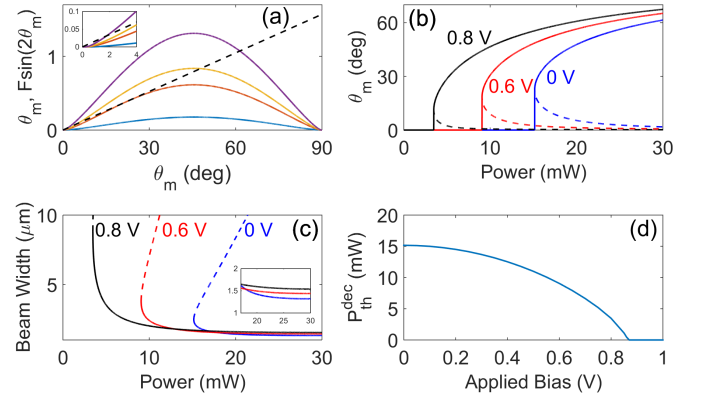 (a)
θm, Fsin(2θm)
0.1
0.05
0
0 2 4
1
0
0 30 60 90
θm (deg)
(b)
θm (deg)
60
30
0
0.8 V
0.6 V
0 V
0 10 20 30
Power (mW)
(c)
Beam Width (μm)
10
5
0.8 V 0.6 V 0 V
2
1.5
1
20 25 30
0 10 20 30
Power (mW)
(d)
P th dec (mW)
20
15
10
5
0
0 0.2 0.4 0.6 0.8 1
Applied Bias (V)